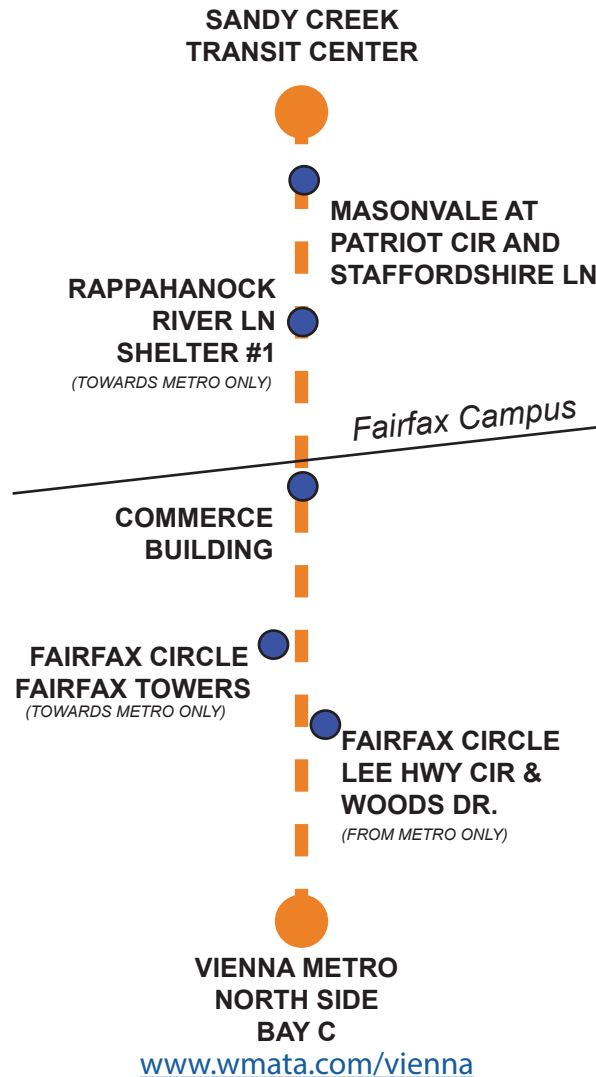 SANDY CREEK
TRANSIT CENTER
MASONVALE AT
PATRIOT CIR AND
STAFFORDSHIRE LN
RAPPAHANOCK
RIVER LN
SHELTER #1
(TOWARDS METRO ONLY)
Fairfax Campus
COMMERCE
BUILDING
FAIRFAX CIRCLE
FAIRFAX TOWERS
(TOWARDS METRO ONLY)
FAIRFAX CIRCLE
LEE HWY CIR &
WOODS DR.
(FROM METRO ONLY)
VIENNA METRO
NORTH SIDE
BAY C
www.wmata.com/vienna